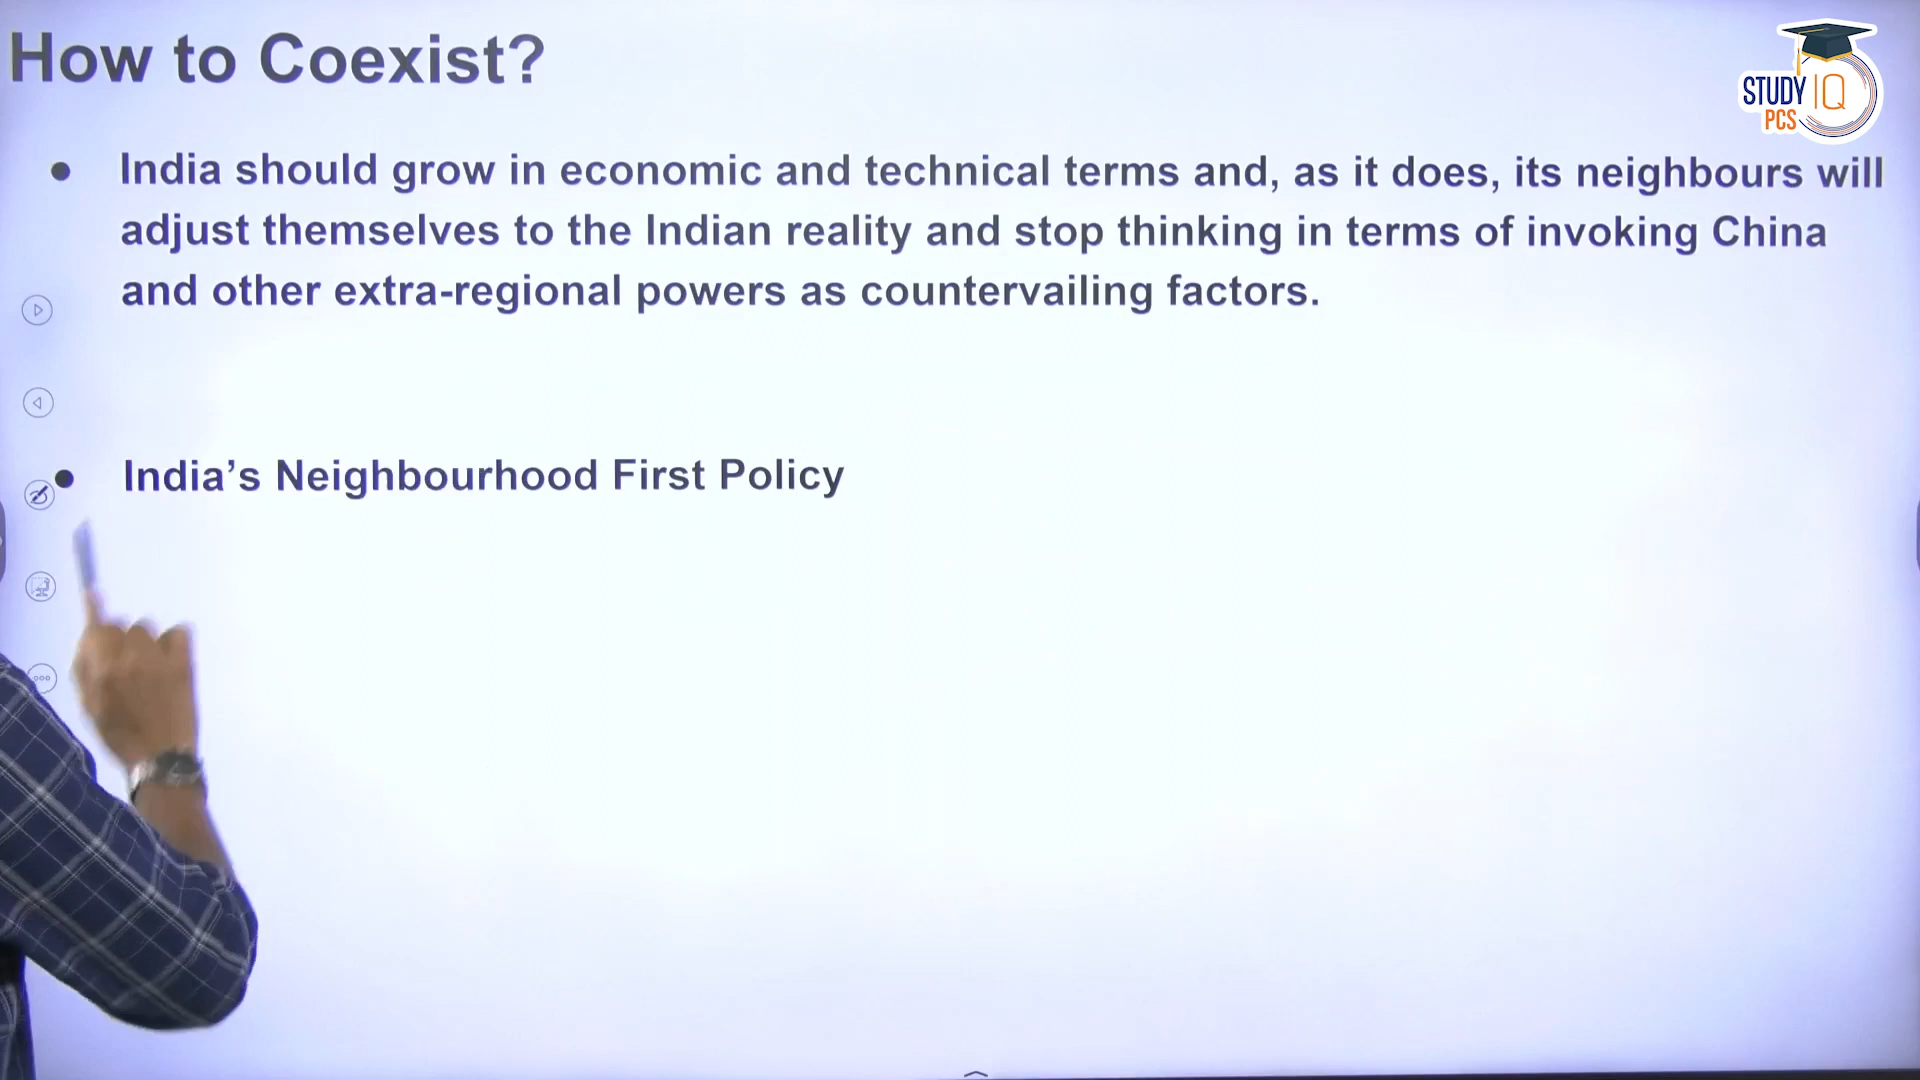 How to Coexist?
STUDY IQ
PCS
● India should grow in economic and technical terms and, as it does, its neighbours will
adjust themselves to the Indian reality and stop thinking in terms of invoking China
and other extra-regional powers as countervailing factors.
● India’s Neighbourhood First Policy